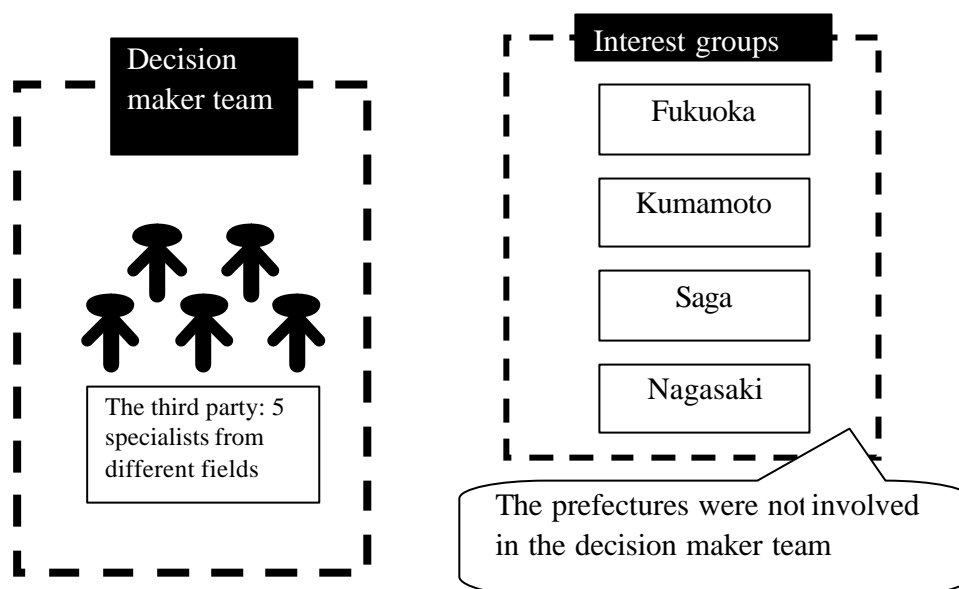 Decision
maker team
The third party: 5
specialists from
different fields
Interest groups
Fukuoka
Kumamoto
Saga
Nagasaki
The prefectures were not involved
in the decision maker team